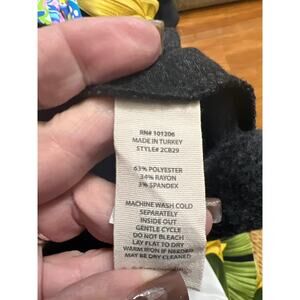 RN# 101206
MADE IN TURKEY
STYLE# 2CB29
63% POLYESTER
34% RAYON
3% SPANDEX
MACHINE WASH COLD
SEPARATELY
INSIDE OUT
GENTLE CYCLE
DO NOT BLEACH
LAY FLAT TO DRY
WARM IRON IF NEEDED
MAY BE DRY CLEANED